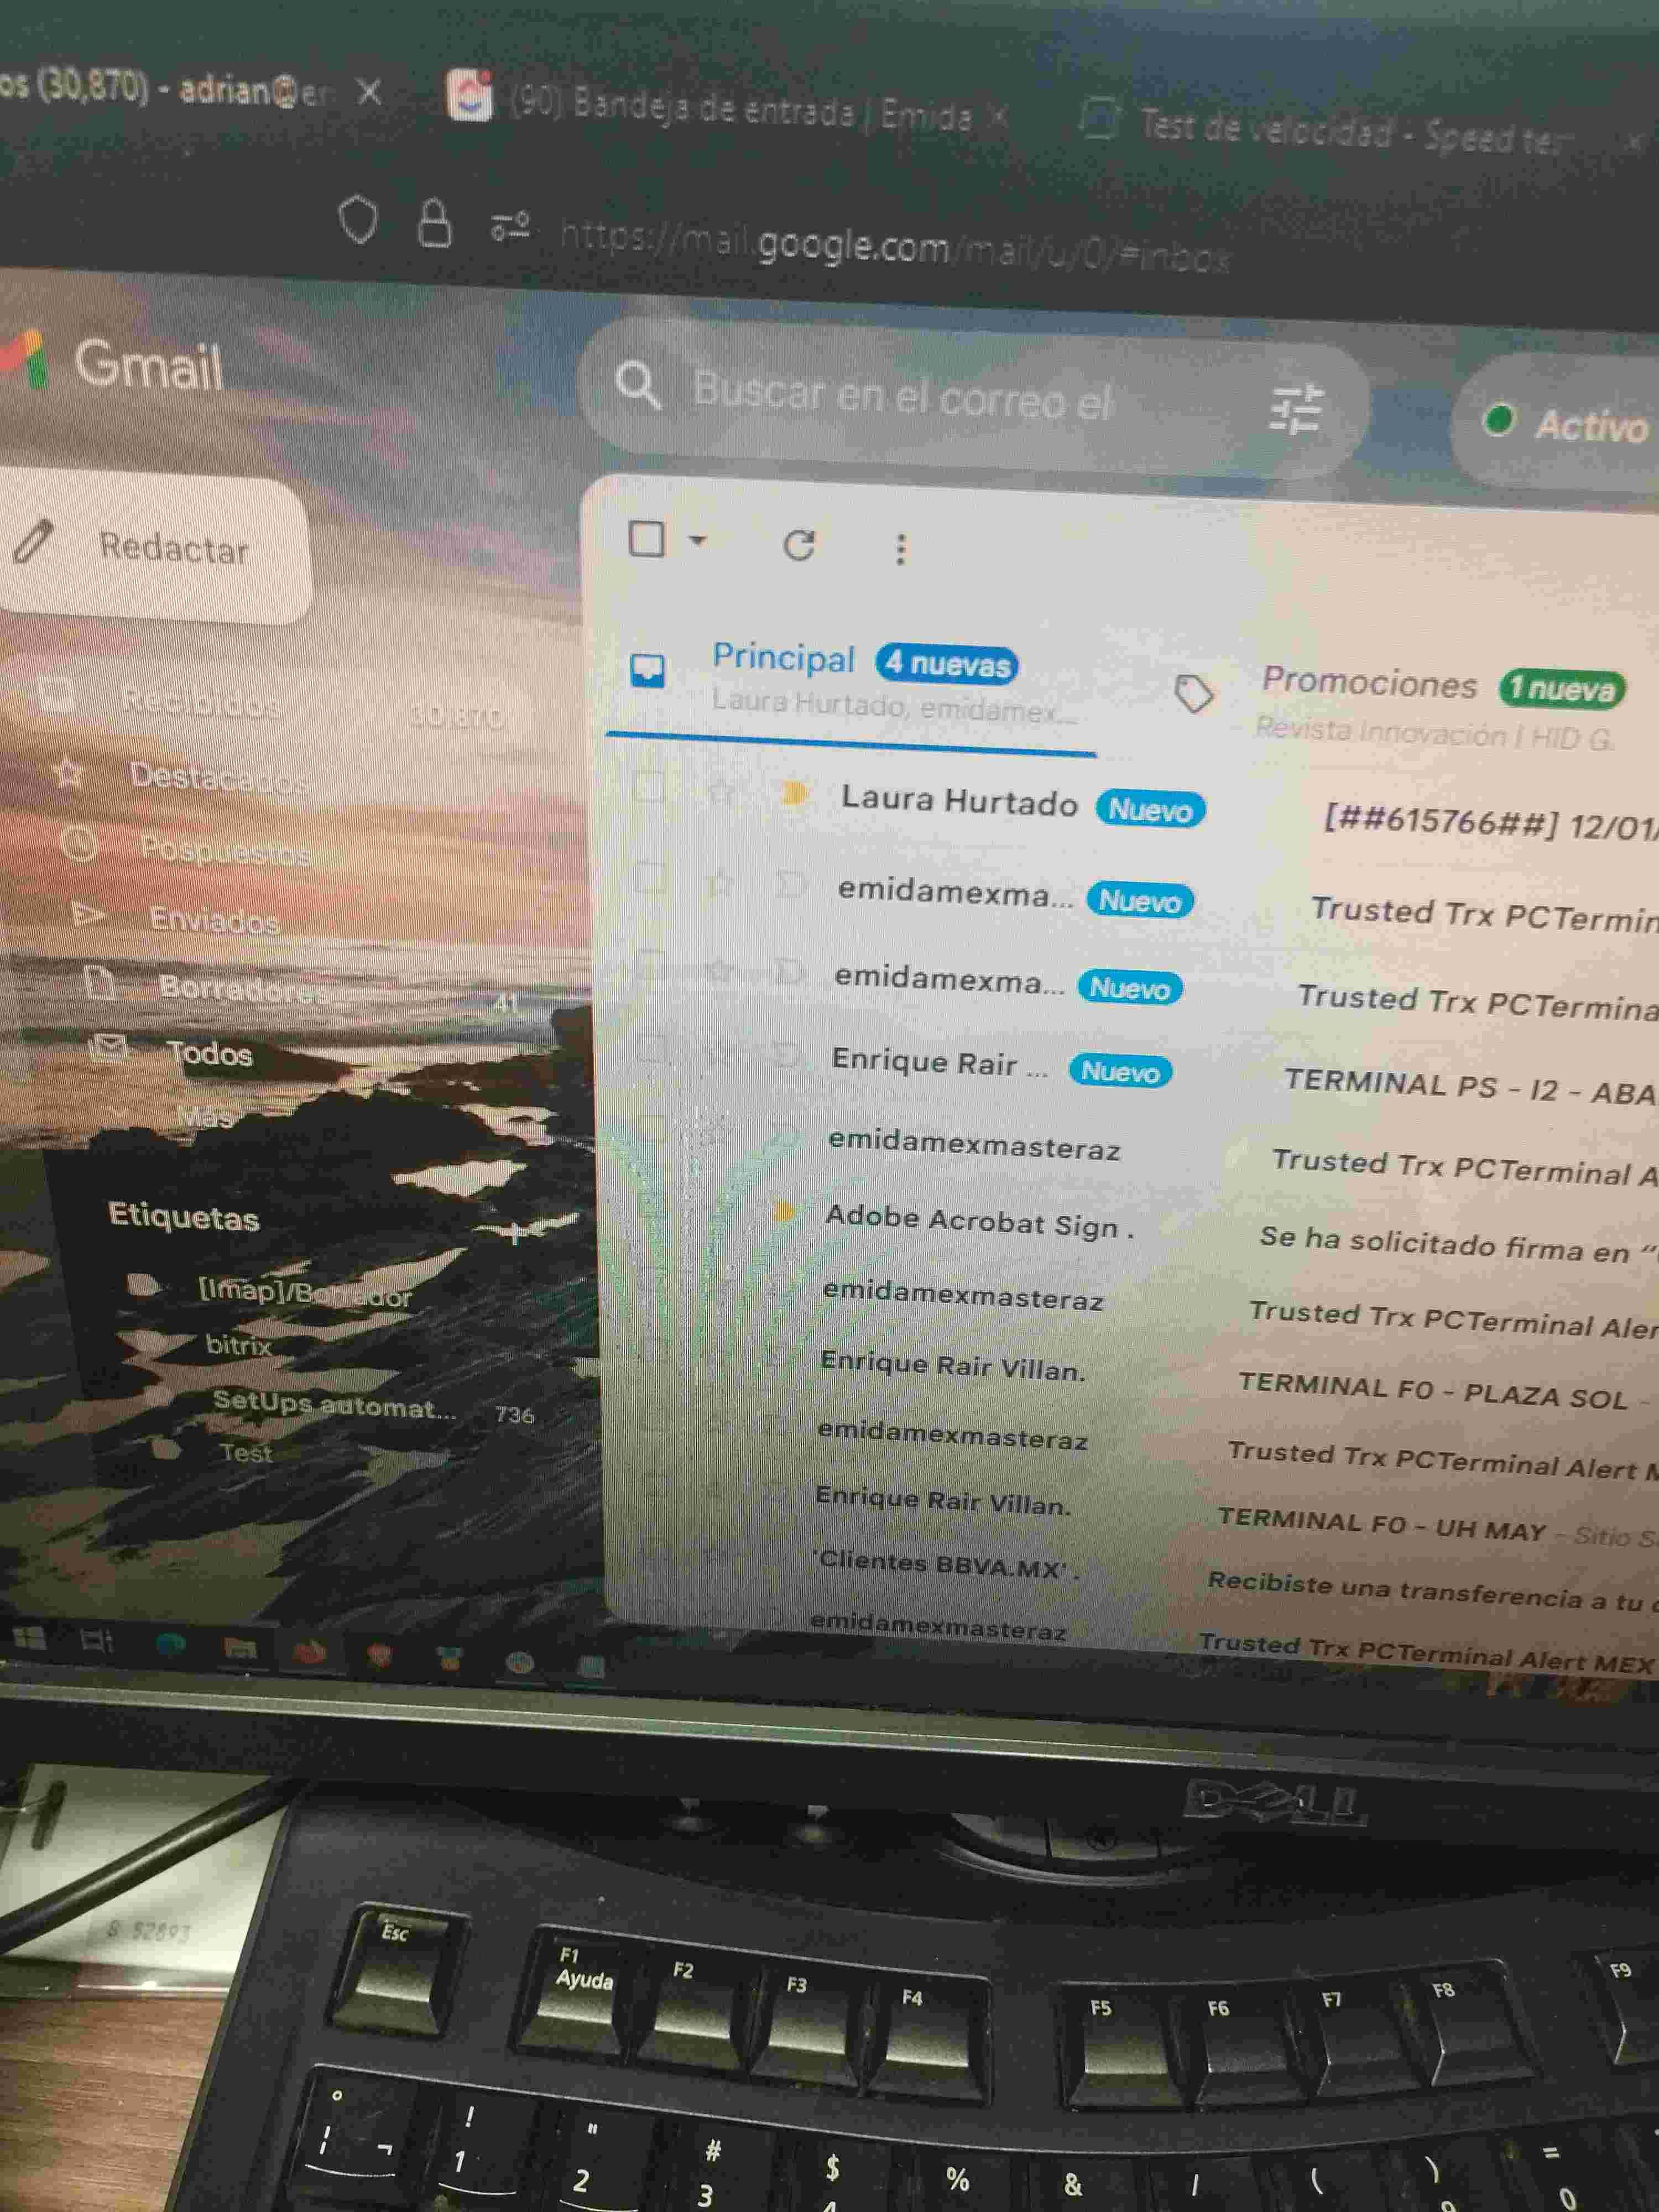 os (30,870) - adrian@er
(90) Bandeja de entrada | Emida
Test de velocidad - Speed tes
https://mail.google.com/mail/u/0/#inbox
Gmail
Buscar en el correo el
Activo
Redactar
Principal 4 nuevas
Laura Hurtado, emidamex...
Promociones 1 nueva
Revista Innovación | HID G.
Recibidos 30,870
Destacados
Pospuestos
Enviados
Borradores 41
Todos
Más
Etiquetas +
[Imap]/Borrador
bitrix
SetUps automat... 736
Test
Laura Hurtado Nuevo [##615766##] 12/01/
emidamexma... Nuevo Trusted Trx PCTermin
emidamexma... Nuevo Trusted Trx PCTermina
Enrique Rair ... Nuevo TERMINAL PS - I2 - ABA
emidamexmasteraz Trusted Trx PCTerminal A
Adobe Acrobat Sign . Se ha solicitado firma en “
emidamexmasteraz Trusted Trx PCTerminal Aler
Enrique Rair Villan. TERMINAL F0 - PLAZA SOL -
emidamexmasteraz Trusted Trx PCTerminal Alert M
Enrique Rair Villan. TERMINAL F0 - UH MAY - Sitio S
'Clientes BBVA.MX' . Recibiste una transferencia a tu c
emidamexmasteraz Trusted Trx PCTerminal Alert MEX
DELL
S 52893
Esc
F1 F2 F3 F4 F5 F6 F7 F8 F9
Ayuda
° ! " # $ % & / ( ) =
| ¬ 1 2 3 4 9 0